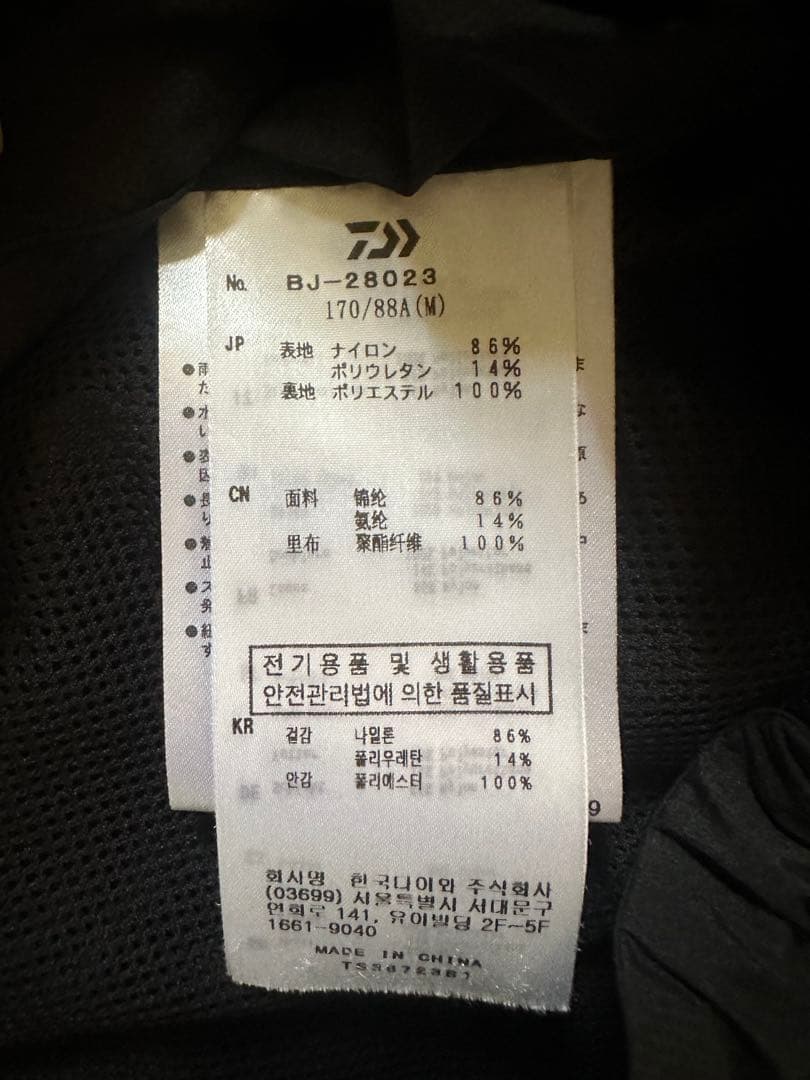 No. BJ-28023
170/88A(M)
JP 表地 ナイロン 86%
ポリウレタン 14%
裏地 ポリエステル 100%
CN 面料 锦纶 86%
氨纶 14%
里布 聚酯纤维 100%
전기용품 및 생활용품
안전관리법에 의한 품질표시
KR 겉감 나일론 86%
폴리우레탄 14%
안감 폴리에스터 100%
회사명 한국다이와 주식회사
(03699) 서울특별시 서대문구
연희로 141, 유이빌딩 2F~5F
1661-9040
MADE IN CHINA